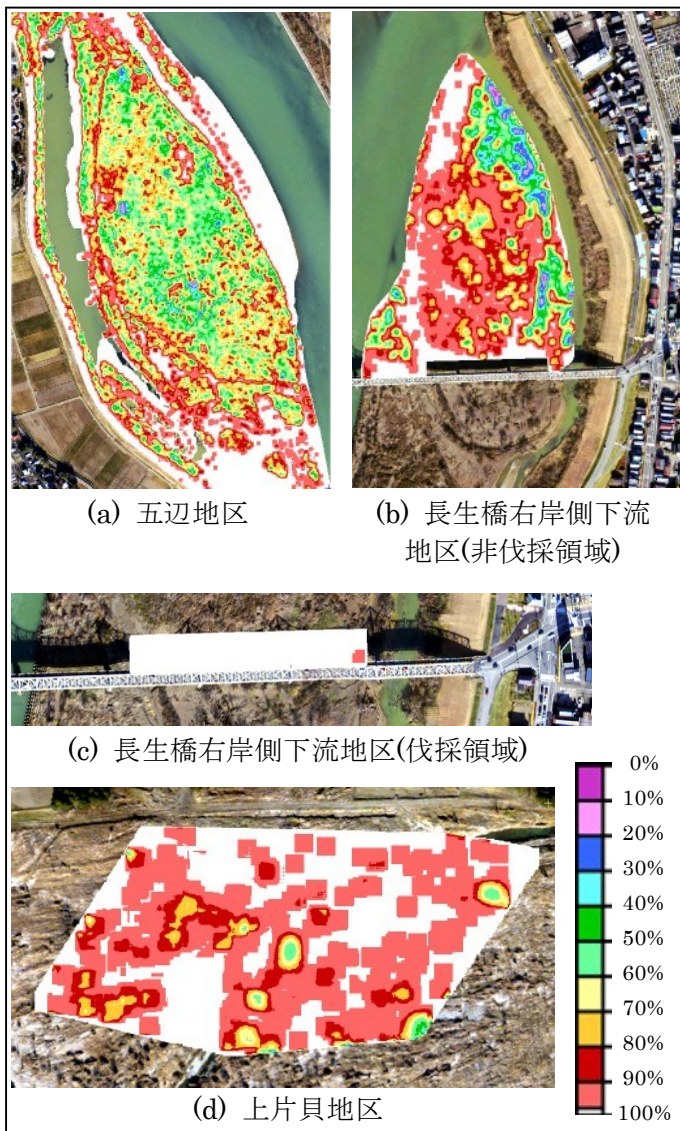 (a) 五辺地区
(b) 長生橋右岸側下流
地区(非伐採領域)
(c) 長生橋右岸側下流地区(伐採領域)
0%
10%
20%
30%
40%
50%
60%
70%
80%
90%
100%
(d) 上片貝地区